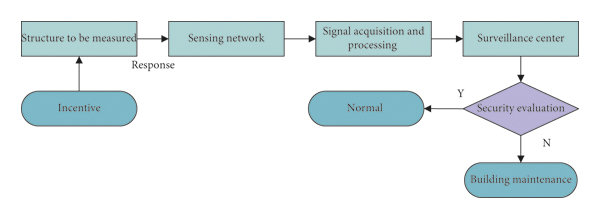 Structure to be measured
Sensing network
Signal acquisition and
processing
Surveillance center
Response
Incentive
Normal
Y
Security evaluation
N
Building maintenance